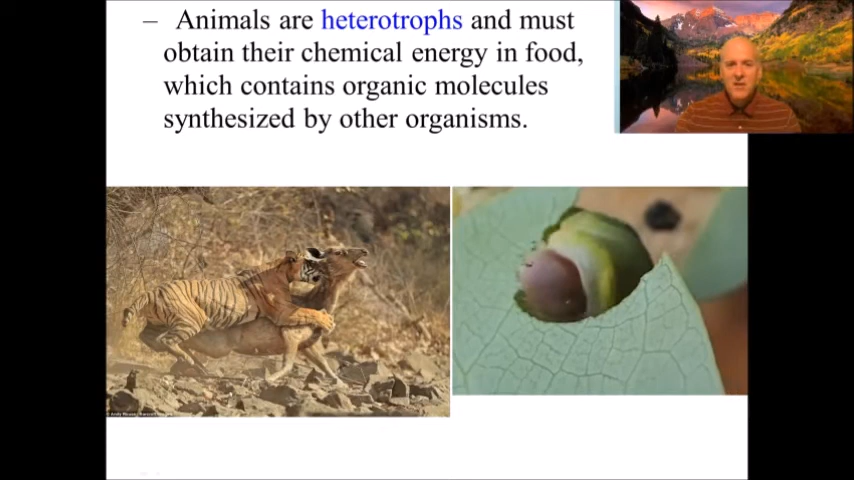 – Animals are heterotrophs and must
obtain their chemical energy in food,
which contains organic molecules
synthesized by other organisms.